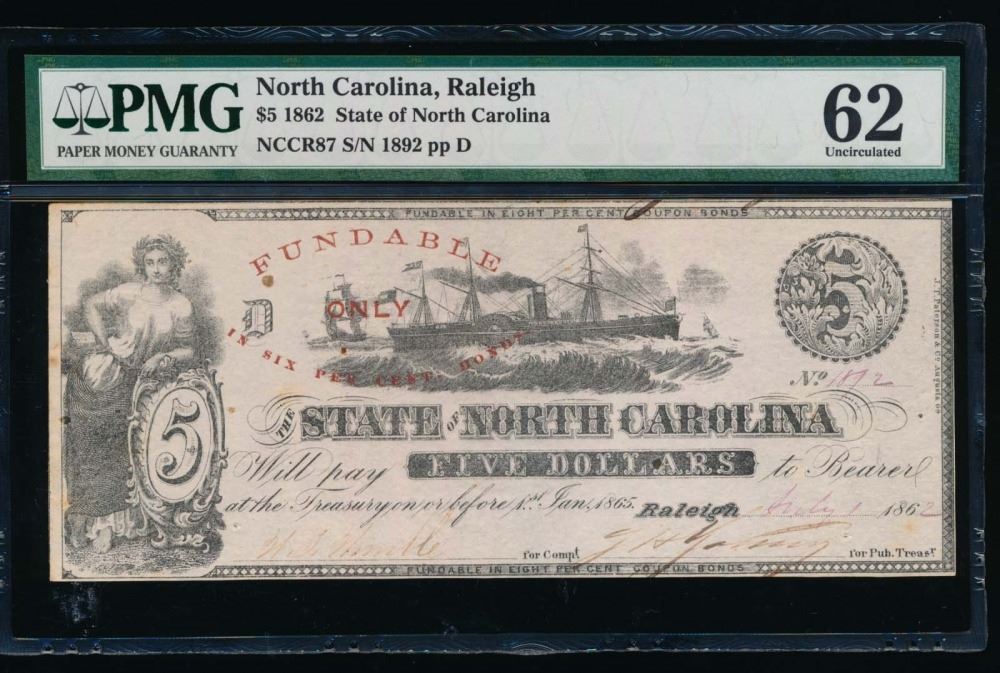 PMG
PAPER MONEY GUARANTY
North Carolina, Raleigh
$5 1862 State of North Carolina
NCCR87 S/N 1892 pp D
62
Uncirculated
FUNDABLE IN EIGHT PER CENT COUPON BONDS
FUNDABLE
D
ONLY
IN SIX PER CENT. BONDS
5
No 1892
THE STATE OF NORTH CAROLINA
5
Will pay FIVE DOLLARS to Bearer
at the Treasury on or before 1st Jan. 1865. Raleigh July 1 1862
for Compt
for Pub. Treasr
FUNDABLE IN EIGHT PER CENT COUPON BONDS